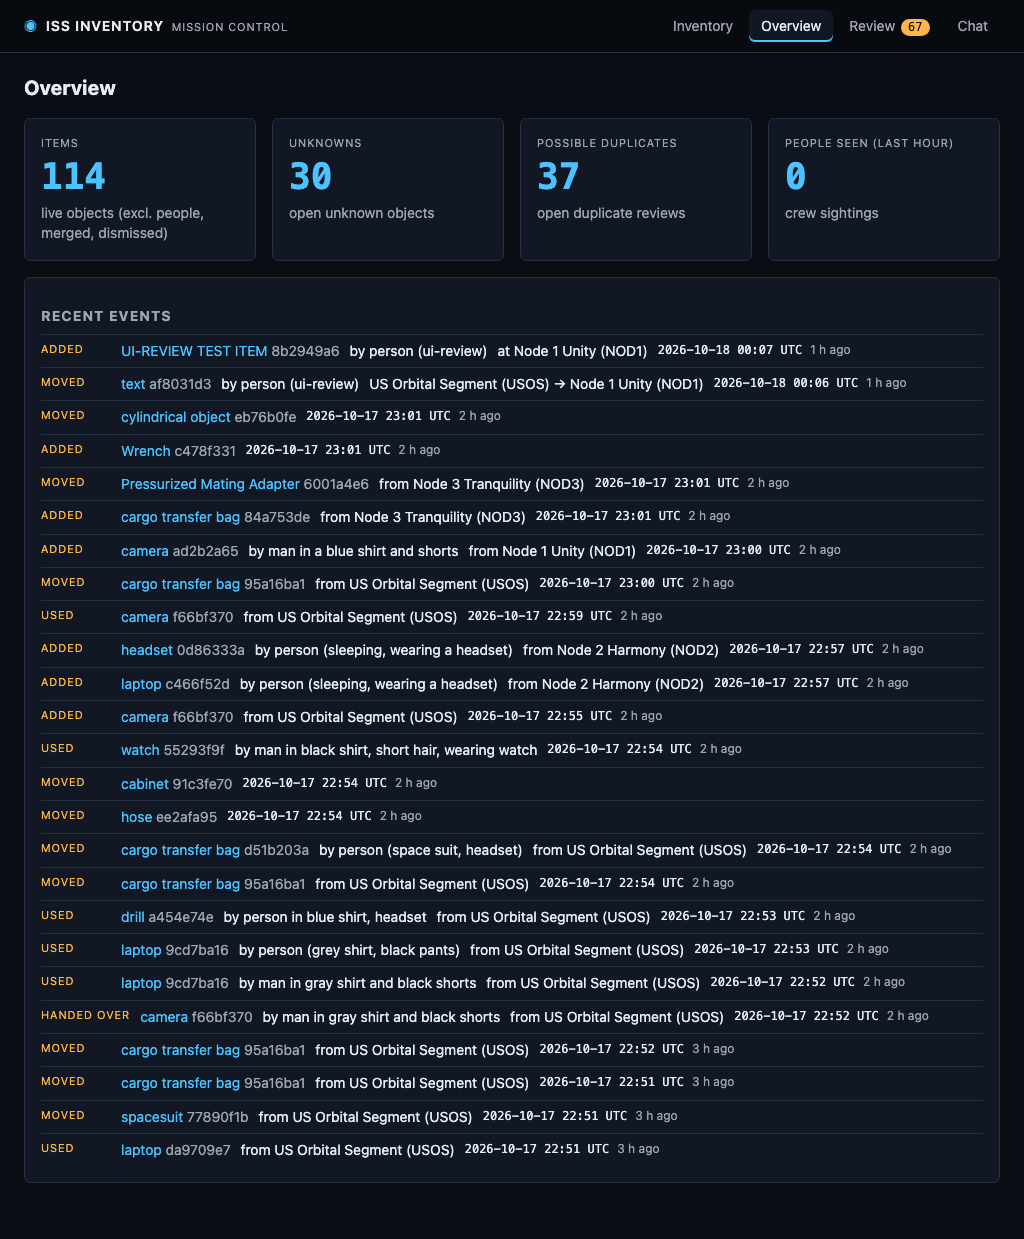 ISS INVENTORY MISSION CONTROL Inventory Overview Review 67 Chat
Overview
ITEMS
114
live objects (excl. people,
merged, dismissed)
UNKNOWNS
30
open unknown objects
POSSIBLE DUPLICATES
37
open duplicate reviews
PEOPLE SEEN (LAST HOUR)
0
crew sightings
RECENT EVENTS
ADDED UI-REVIEW TEST ITEM 8b2949a6 by person (ui-review) at Node 1 Unity (NOD1) 2026-10-18 00:07 UTC 1 h ago
MOVED text af8031d3 by person (ui-review) US Orbital Segment (USOS) → Node 1 Unity (NOD1) 2026-10-18 00:06 UTC 1 h ago
MOVED cylindrical object eb76b0fe 2026-10-17 23:01 UTC 2 h ago
ADDED Wrench c478f331 2026-10-17 23:01 UTC 2 h ago
MOVED Pressurized Mating Adapter 6001a4e6 from Node 3 Tranquility (NOD3) 2026-10-17 23:01 UTC 2 h ago
ADDED cargo transfer bag 84a753de from Node 3 Tranquility (NOD3) 2026-10-17 23:01 UTC 2 h ago
ADDED camera ad2b2a65 by man in a blue shirt and shorts from Node 1 Unity (NOD1) 2026-10-17 23:00 UTC 2 h ago
MOVED cargo transfer bag 95a16ba1 from US Orbital Segment (USOS) 2026-10-17 23:00 UTC 2 h ago
USED camera f66bf370 from US Orbital Segment (USOS) 2026-10-17 22:59 UTC 2 h ago
ADDED headset 0d86333a by person (sleeping, wearing a headset) from Node 2 Harmony (NOD2) 2026-10-17 22:57 UTC 2 h ago
ADDED laptop c466f52d by person (sleeping, wearing a headset) from Node 2 Harmony (NOD2) 2026-10-17 22:57 UTC 2 h ago
ADDED camera f66bf370 from US Orbital Segment (USOS) 2026-10-17 22:55 UTC 2 h ago
USED watch 55293f9f by man in black shirt, short hair, wearing watch 2026-10-17 22:54 UTC 2 h ago
MOVED cabinet 91c3fe70 2026-10-17 22:54 UTC 2 h ago
MOVED hose ee2afa95 2026-10-17 22:54 UTC 2 h ago
MOVED cargo transfer bag d51b203a by person (space suit, headset) from US Orbital Segment (USOS) 2026-10-17 22:54 UTC 2 h ago
MOVED cargo transfer bag 95a16ba1 from US Orbital Segment (USOS) 2026-10-17 22:54 UTC 2 h ago
USED drill a454e74e by person in blue shirt, headset from US Orbital Segment (USOS) 2026-10-17 22:53 UTC 2 h ago
USED laptop 9cd7ba16 by person (grey shirt, black pants) from US Orbital Segment (USOS) 2026-10-17 22:53 UTC 2 h ago
USED laptop 9cd7ba16 by man in gray shirt and black shorts from US Orbital Segment (USOS) 2026-10-17 22:52 UTC 2 h ago
HANDED OVER camera f66bf370 by man in gray shirt and black shorts from US Orbital Segment (USOS) 2026-10-17 22:52 UTC 2 h ago
MOVED cargo transfer bag 95a16ba1 from US Orbital Segment (USOS) 2026-10-17 22:52 UTC 3 h ago
MOVED cargo transfer bag 95a16ba1 from US Orbital Segment (USOS) 2026-10-17 22:51 UTC 3 h ago
MOVED spacesuit 77890f1b from US Orbital Segment (USOS) 2026-10-17 22:51 UTC 3 h ago
USED laptop da9709e7 from US Orbital Segment (USOS) 2026-10-17 22:51 UTC 3 h ago